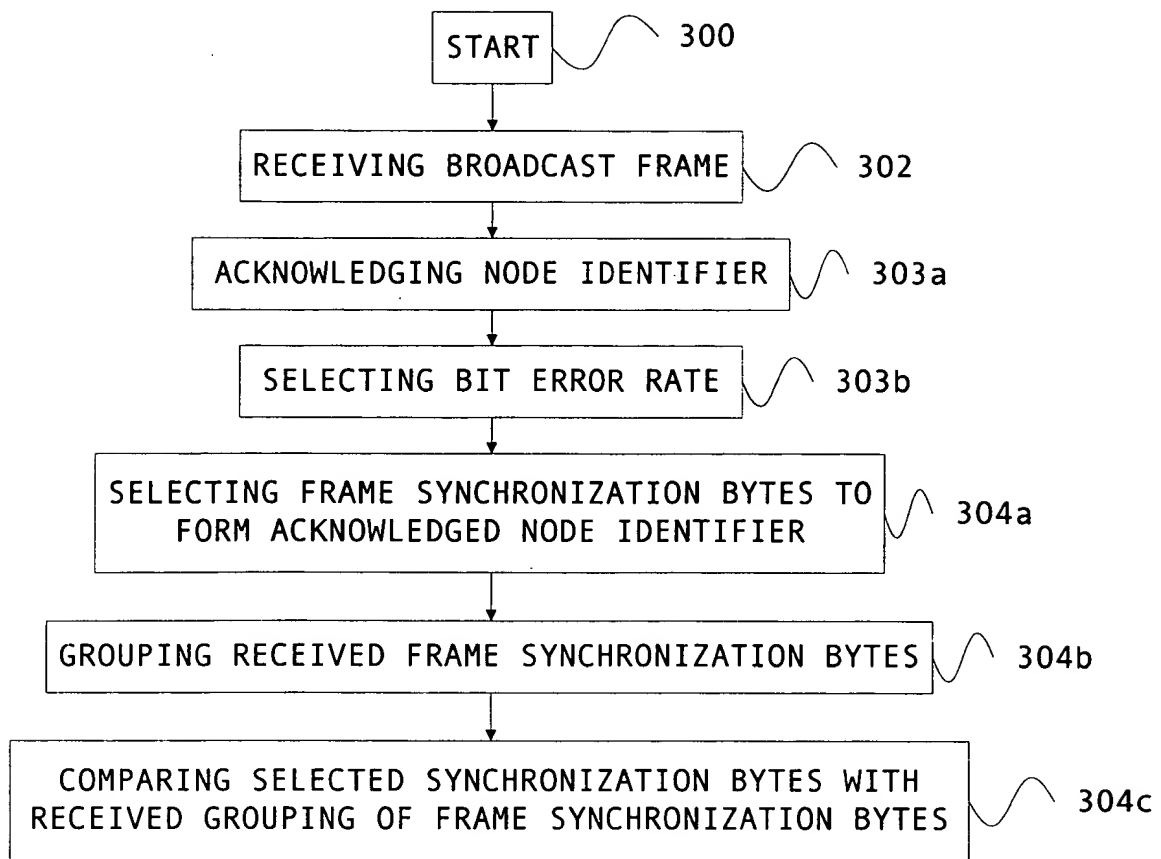 START
300
RECEIVING BROADCAST FRAME
302
ACKNOWLEDGING NODE IDENTIFIER
303a
SELECTING BIT ERROR RATE
303b
SELECTING FRAME SYNCHRONIZATION BYTES TO
FORM ACKNOWLEDGED NODE IDENTIFIER
304a
GROUPING RECEIVED FRAME SYNCHRONIZATION BYTES
304b
COMPARING SELECTED SYNCHRONIZATION BYTES WITH
RECEIVED GROUPING OF FRAME SYNCHRONIZATION BYTES
304c